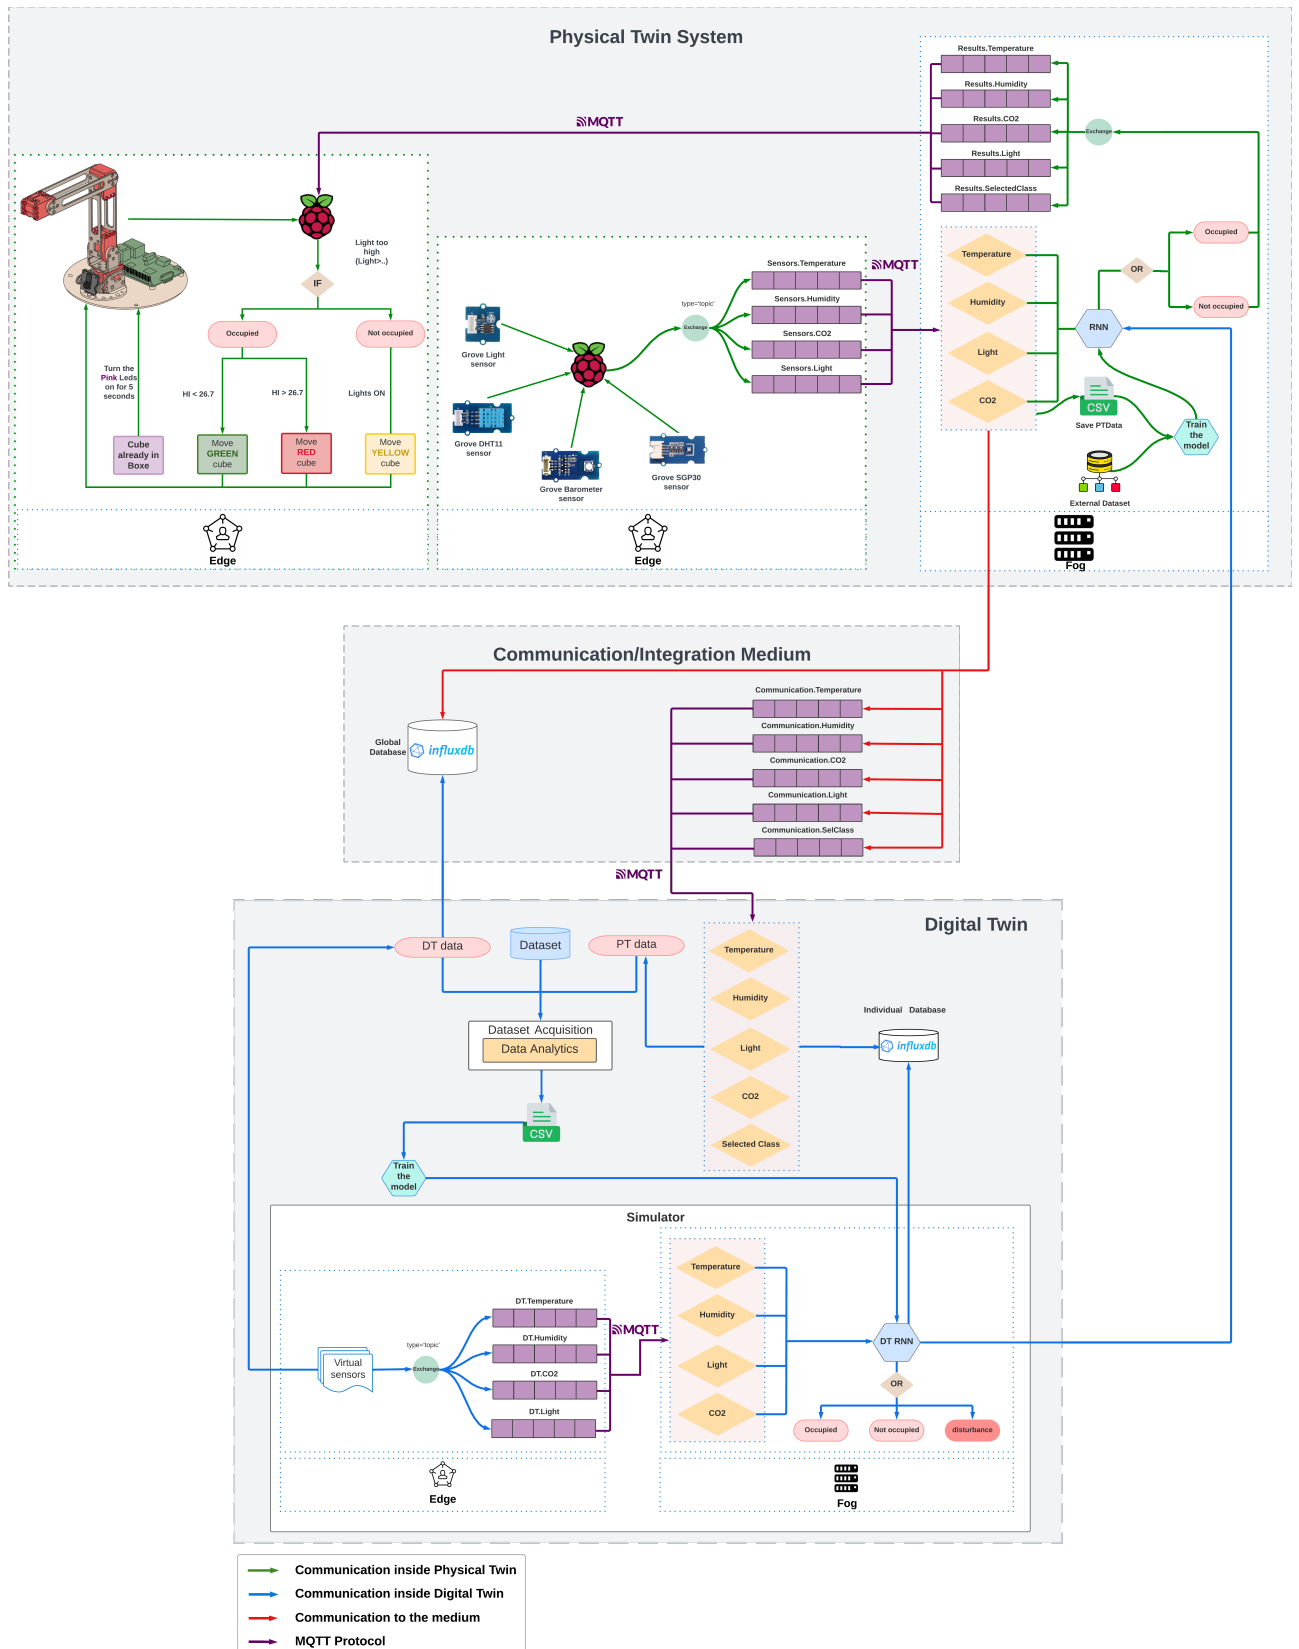 Physical Twin System
Results.Temperature
Results.Humidity
Results.CO2
Results.Light
Results.SelectedClass
Exchange
MQTT
Light too
high
(Light>..)
IF
Occupied
Not occupied
Turn the
Pink Leds
on for 5
seconds
HI < 26.7
HI > 26.7
Lights ON
Cube
already in
Boxe
Move
GREEN
cube
Move
RED
cube
Move
YELLOW
cube
Edge
Grove Light
sensor
Grove DHT11
sensor
Grove Barometer
sensor
Grove SGP30
sensor
type='topic'
Exchange
Sensors.Temperature
Sensors.Humidity
Sensors.CO2
Sensors.Light
MQTT
Edge
Temperature
Humidity
Light
CO2
RNN
OR
Occupied
Not occupied
CSV
Save PTData
Train
the
model
External Dataset
Fog
Communication/Integration Medium
Global
Database
influxdb
Communication.Temperature
Communication.Humidity
Communication.CO2
Communication.Light
Communication.SelClass
MQTT
Digital Twin
DT data
Dataset
PT data
Dataset Acquisition
Data Analytics
CSV
Train
the
model
Temperature
Humidity
Light
CO2
Selected Class
Individual Database
influxdb
Simulator
Virtual
sensors
type='topic'
Exchange
DT.Temperature
DT.Humidity
DT.CO2
DT.Light
MQTT
Edge
Temperature
Humidity
Light
CO2
DT RNN
OR
Occupied
Not occupied
disturbance
Fog
Communication inside Physical Twin
Communication inside Digital Twin
Communication to the medium
MQTT Protocol